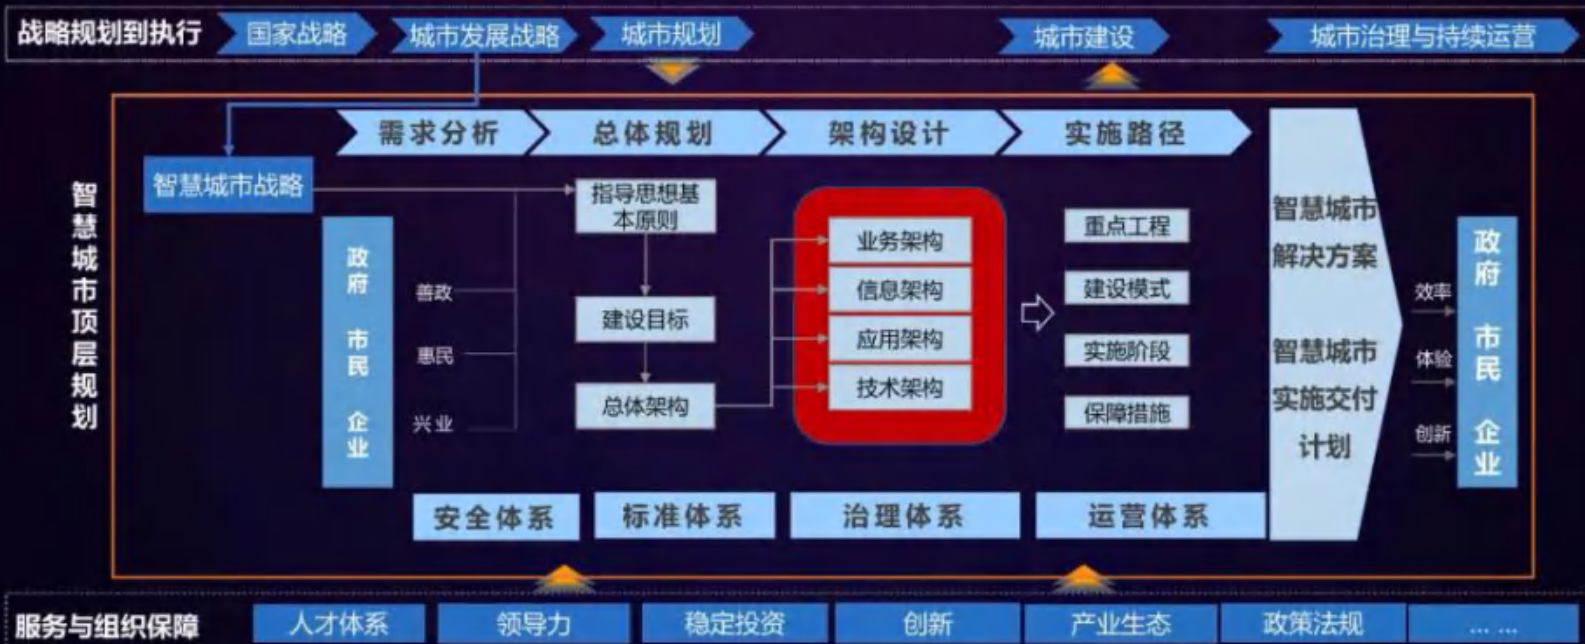 战略规划到执行
国家战略
城市发展战略
城市规划
城市建设
城市治理与持续运营
智慧城市顶层规划
需求分析
总体规划
架构设计
实施路径
智慧城市战略
政府
市民
企业
善政
惠民
兴业
指导思想基
本原则
建设目标
总体架构
业务架构
信息架构
应用架构
技术架构
重点工程
建设模式
实施阶段
保障措施
智慧城市
解决方案
智慧城市
实施交付
计划
效率
体验
创新
政府
市民
企业
安全体系
标准体系
治理体系
运营体系
服务与组织保障
人才体系
领导力
稳定投资
创新
产业生态
政策法规
... ...